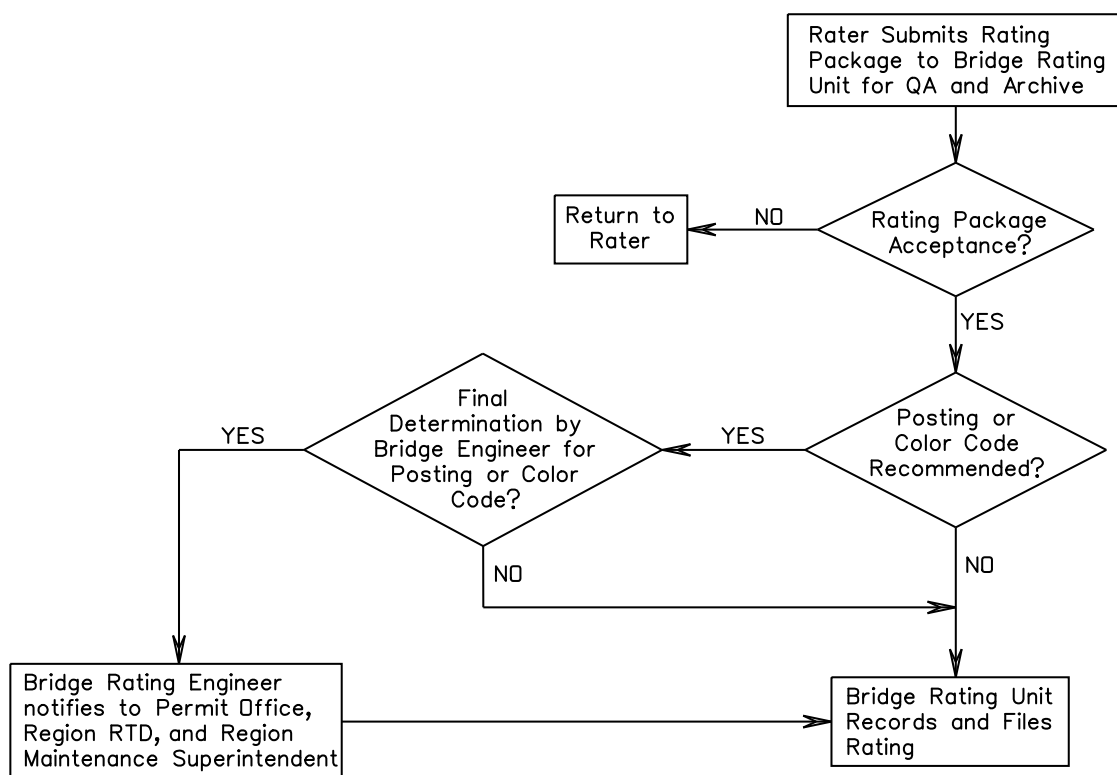 Rater Submits Rating
Package to Bridge Rating
Unit for QA and Archive
Return to
Rater
NO
Rating Package
Acceptance?
YES
Final
Determination by
Bridge Engineer for
Posting or Color
Code?
YES
YES
Posting or
Color Code
Recommended?
NO
NO
Bridge Rating Engineer
notifies to Permit Office,
Region RTD, and Region
Maintenance Superintendent
Bridge Rating Unit
Records and Files
Rating